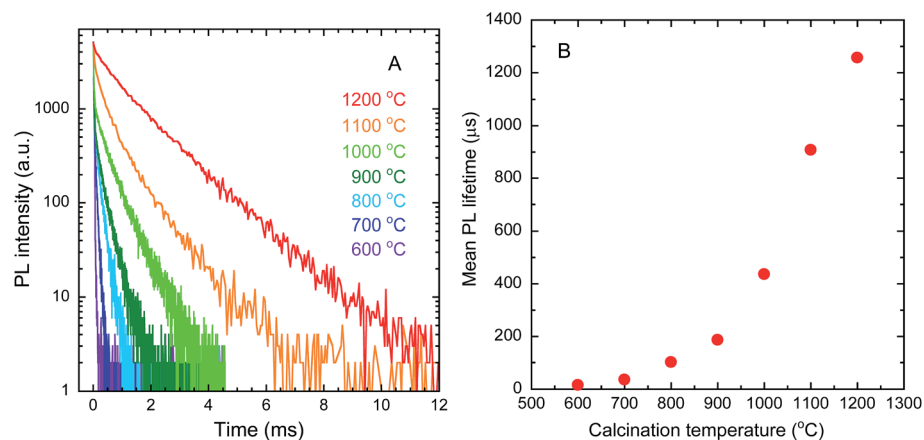 A
1200 °C
1100 °C
1000 °C
900 °C
800 °C
700 °C
600 °C
PL intensity (a.u.)
1000
100
10
1
0 2 4 6 8 10 12
Time (ms)
B
Mean PL lifetime (μs)
1400
1200
1000
800
600
400
200
0
500 600 700 800 900 1000 1100 1200 1300
Calcination temperature (°C)